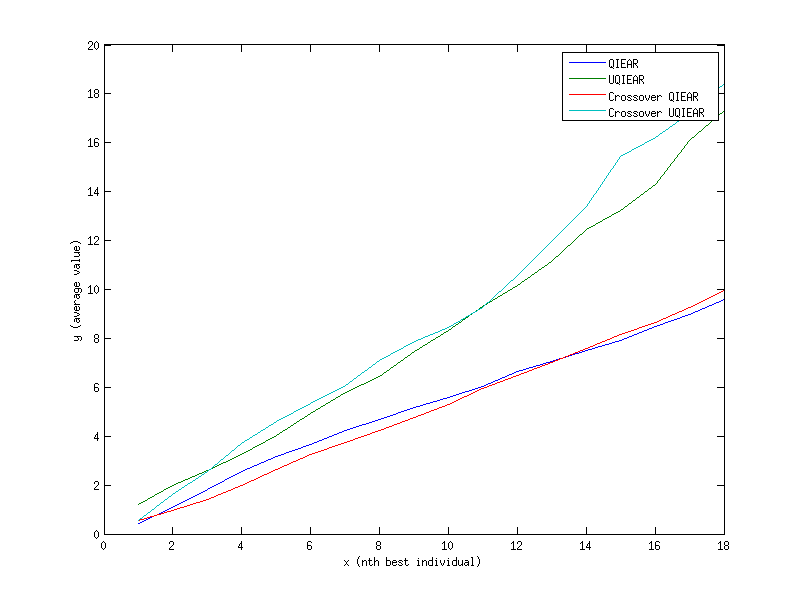 20
18
16
14
12
10
8
6
4
2
0
y (average value)
QIEAR
UQIEAR
Crossover QIEAR
Crossover UQIEAR
0 2 4 6 8 10 12 14 16 18
x (nth best individual)